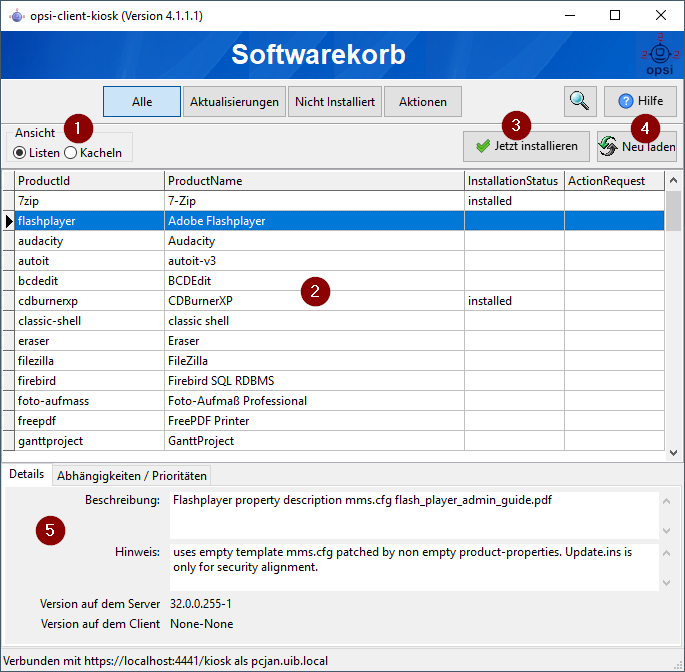 opsi-client-kiosk (Version 4.1.1.1)
Softwarekorb
opsi
Alle Aktualisierungen Nicht Installiert Aktionen Hilfe
Ansicht 1 3 4
Listen Kacheln Jetzt installieren Neu laden
ProductId ProductName InstallationStatus ActionRequest
7zip 7-Zip installed
flashplayer Adobe Flashplayer
audacity Audacity
autoit autoit-v3
bcdedit BCDEdit
2
cdburnerxp CDBurnerXP installed
classic-shell classic shell
eraser Eraser
filezilla FileZilla
firebird Firebird SQL RDBMS
foto-aufmass Foto-Aufmaß Professional
freepdf FreePDF Printer
ganttproject GanttProject
Details Abhängigkeiten / Prioritäten
Beschreibung: Flashplayer property description mms.cfg flash_player_admin_guide.pdf
5
Hinweis: uses empty template mms.cfg patched by non empty product-properties. Update.ins is
only for security alignment.
Version auf dem Server 32.0.0.255-1
Version auf dem Client None-None
Verbunden mit https://localhost:4441/kiosk als pcjan.uib.local